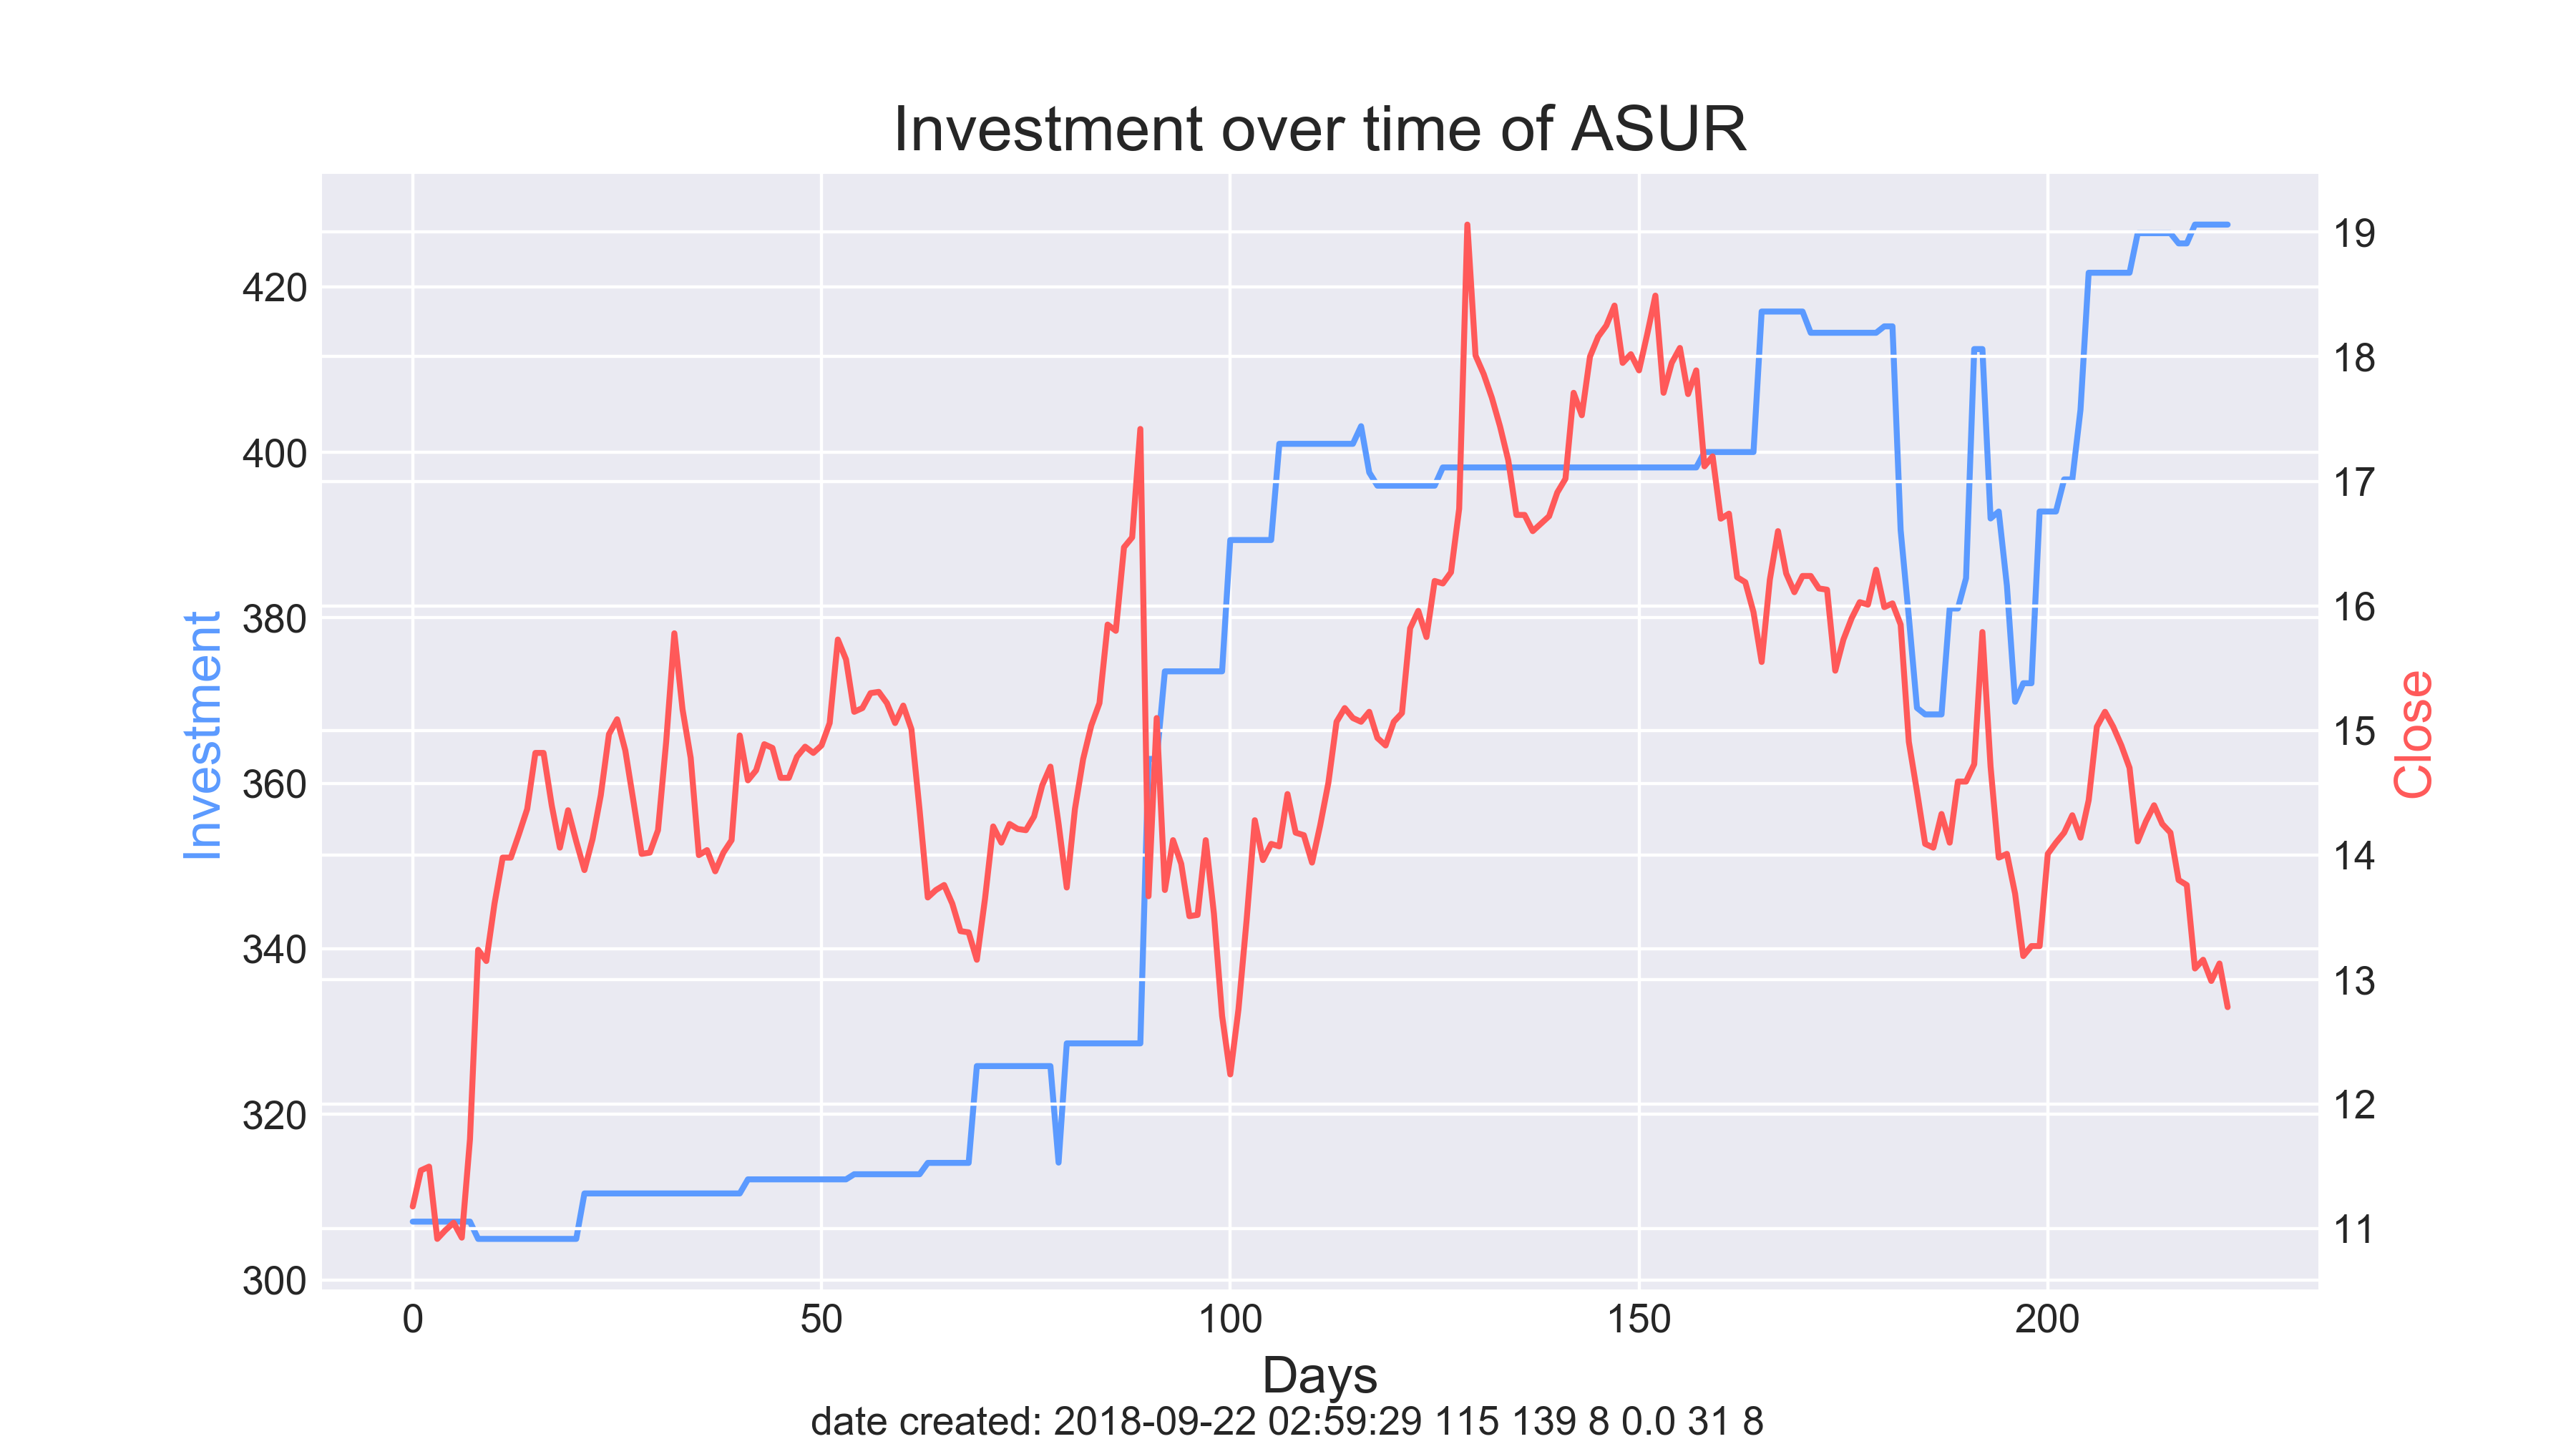 Investment over time of ASUR
Investment
420
400
380
360
340
320
300
19
18
17
16
15
14
13
12
11
Close
0 50 100 150 200
Days
date created: 2018-09-22 02:59:29 115 139 8 0.0 31 8